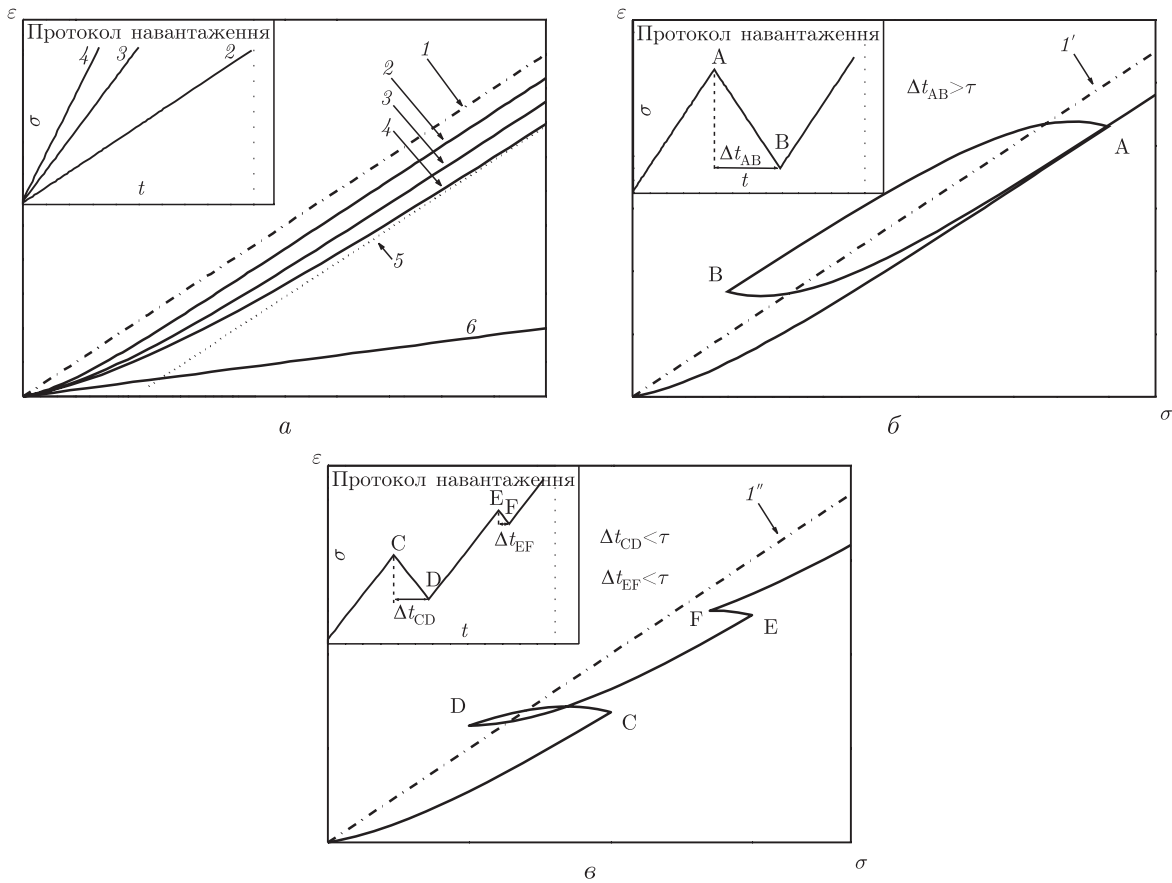 ε
Протокол навантаження
4
3
2
σ
t
1
2
3
4
5
6
а
Протокол навантаження
A
σ
B
Δt_AB
t
Δt_AB>τ
1′
A
B
σ
б
ε
Протокол навантаження
E
F
Δt_EF
C
σ
D
Δt_CD
t
Δt_CD<τ
Δt_EF<τ
1″
F
E
D
C
σ
в